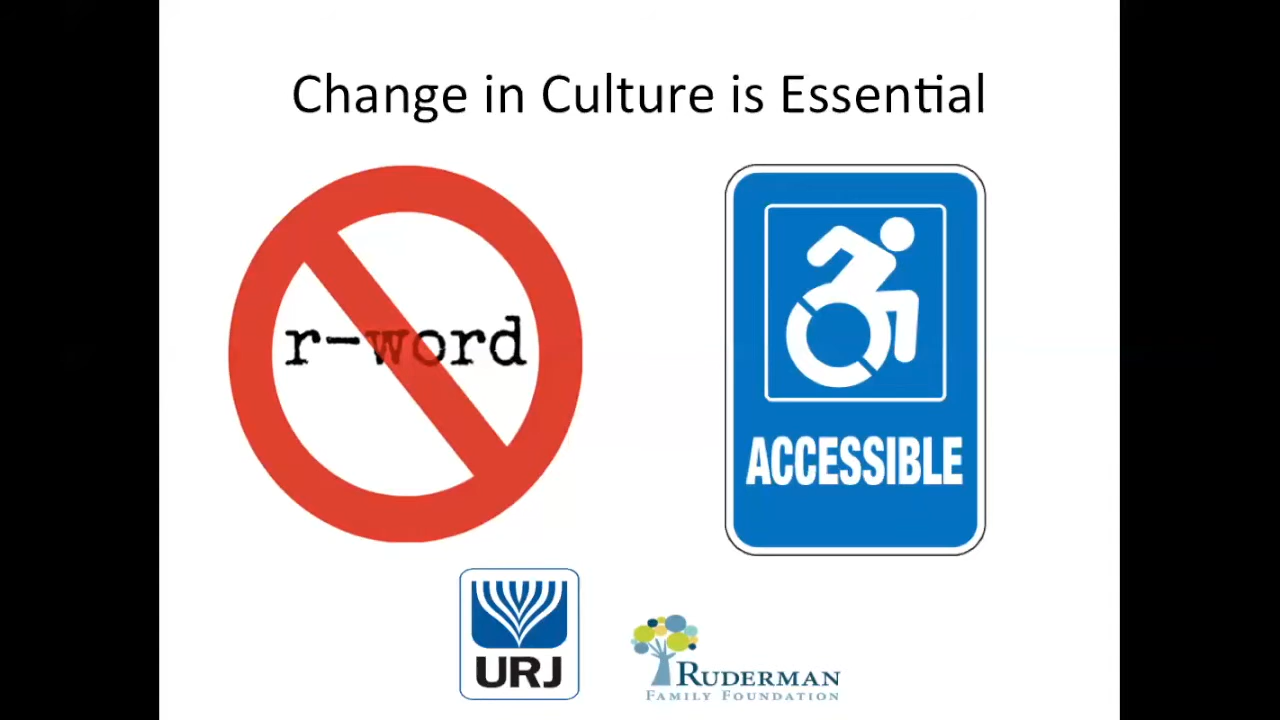 Change in Culture is Essential
r-word
ACCESSIBLE
URJ
RUDERMAN
FAMILY FOUNDATION